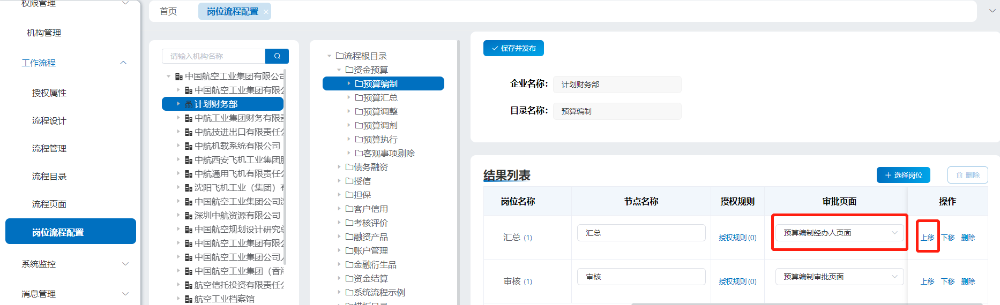 权限管理
机构管理
工作流程
授权属性
流程设计
流程管理
流程目录
流程页面
岗位流程配置
系统监控
消息管理
首页
岗位流程配置
请输入机构名称
中国航空工业集团有限公司
中国航空工业集团有限公
计划财务部
中航工业集团财务有限责
中航技进出口有限责任公
中航机载系统有限公司
中航西安飞机工业集团股
中航通用飞机有限责任公
沈阳飞机工业（集团）有
中国航空工业集团公司沈
深圳中航资源有限公司
中国航空规划设计研究总
中国航空工业集团有限公
中国航空工业集团公司人
中国航空工业集团（香港
航空信托投资有限责任公
航空工业档案馆
流程根目录
资金预算
预算编制
预算汇总
预算调整
预算调剂
预算执行
客观事项剔除
债务融资
授信
担保
客户信用
考核评价
融资产品
账户管理
金融衍生品
资金结算
系统流程示例
模板目录
保存并发布
企业名称： 计划财务部
目录名称： 预算编制
结果列表
选择岗位
删除
岗位名称 节点名称 授权规则 审批页面 操作
汇总 (1) 汇总 授权规则(0) 预算编制经办人页面 上移 下移 删除
审核 (1) 审核 授权规则(0) 预算编制审批页面 上移 下移 删除